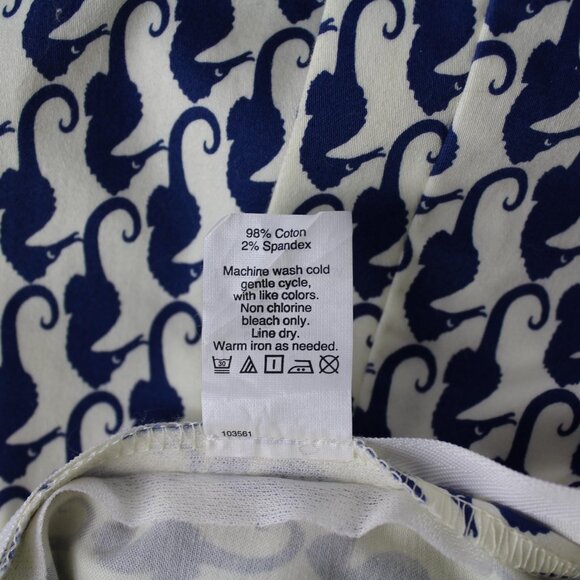 98% Coton
2% Spandex
Machine wash cold
gentle cycle,
with like colors.
Non chlorine
bleach only.
Line dry.
Warm iron as needed.
30
103561